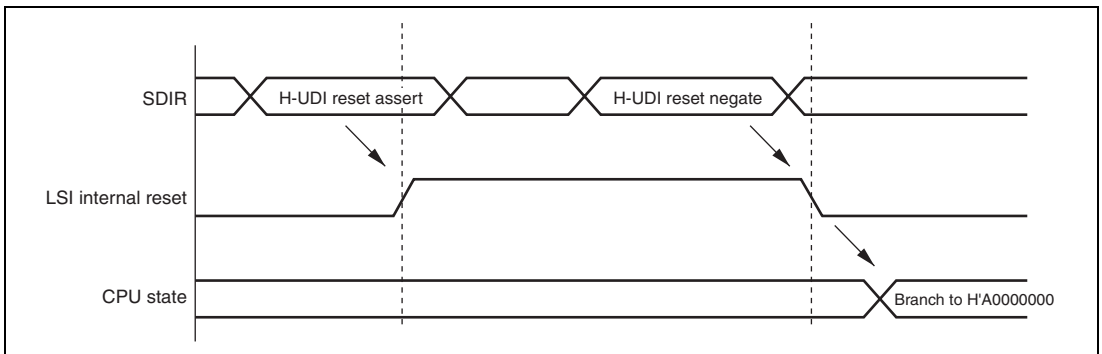 SDIR
H-UDI reset assert
H-UDI reset negate
LSI internal reset
CPU state
Branch to H'A0000000